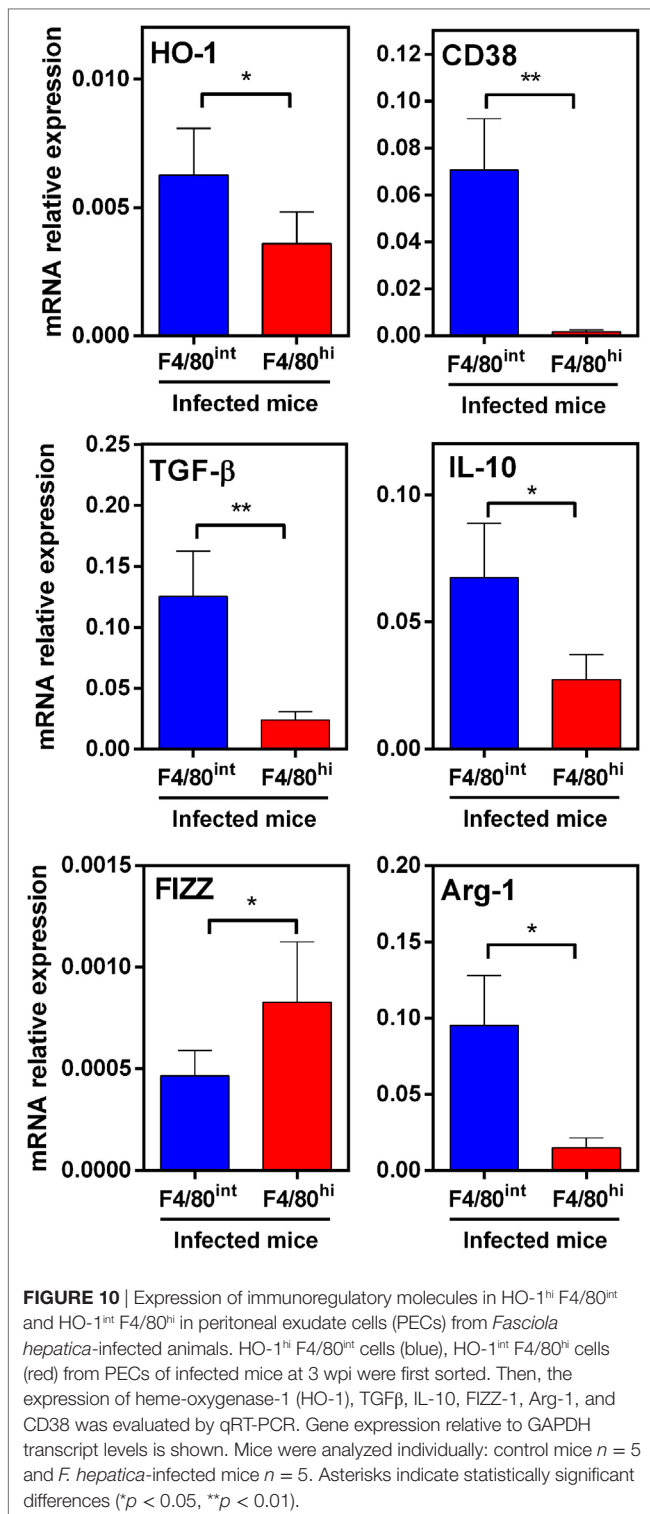 HO-1
CD38
mRNA relative expression
0.010
0.005
0.000
*
0.12
0.10
0.08
0.06
0.04
0.02
0.00
**
F4/80int F4/80hi
Infected mice
F4/80int F4/80hi
Infected mice
TGF-β
IL-10
mRNA relative expression
0.25
0.20
0.15
0.10
0.05
0.00
**
0.10
0.05
0.00
*
F4/80int F4/80hi
Infected mice
F4/80int F4/80hi
Infected mice
FIZZ
Arg-1
mRNA relative expression
0.0015
0.0010
0.0005
0.0000
*
0.20
0.15
0.10
0.05
0.00
*
F4/80int F4/80hi
Infected mice
F4/80int F4/80hi
Infected mice
FIGURE 10 | Expression of immunoregulatory molecules in HO-1hi F4/80int
and HO-1int F4/80hi in peritoneal exudate cells (PECs) from Fasciola
hepatica-infected animals. HO-1hi F4/80int cells (blue), HO-1int F4/80hi cells
(red) from PECs of infected mice at 3 wpi were first sorted. Then, the
expression of heme-oxygenase-1 (HO-1), TGFβ, IL-10, FIZZ-1, Arg-1, and
CD38 was evaluated by qRT-PCR. Gene expression relative to GAPDH
transcript levels is shown. Mice were analyzed individually: control mice n = 5
and F. hepatica-infected mice n = 5. Asterisks indicate statistically significant
differences (*p < 0.05, **p < 0.01).